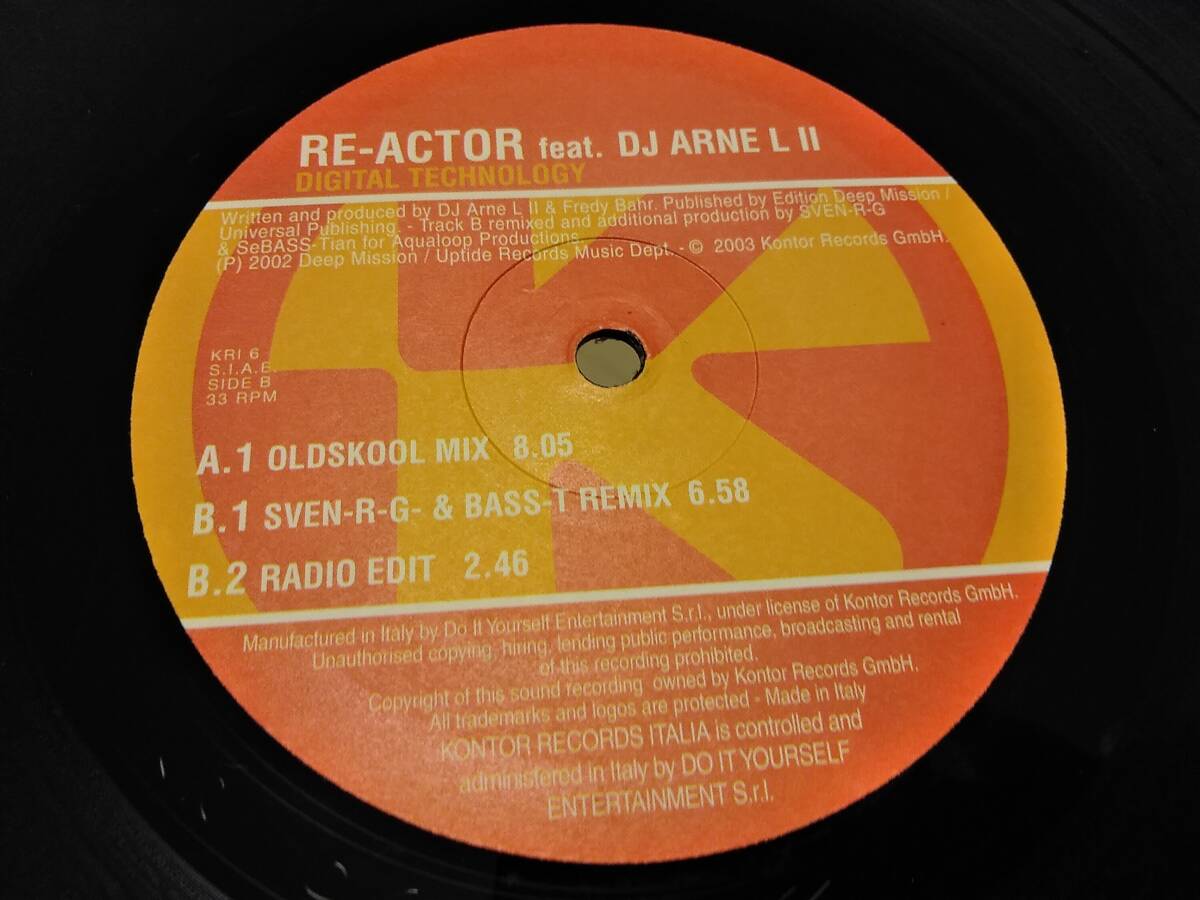 RE-ACTOR feat. DJ ARNE L II
DIGITAL TECHNOLOGY
Written and produced by DJ Arne L II & Fredy Bahr. Published by Edition Deep Mission /
Universal Publishing. - Track B remixed and additional production by SVEN-R-G
& SeBASS-Tian for Aqualoop Productions.
(P) 2002 Deep Mission / Uptide Records Music Dept. - © 2003 Kontor Records GmbH.
KRI 6
S.I.A.E.
SIDE B
33 RPM
A.1 OLDSKOOL MIX 8.05
B.1 SVEN-R-G- & BASS-T REMIX 6.58
B.2 RADIO EDIT 2.46
Manufactured in Italy by Do It Yourself Entertainment S.r.l., under license of Kontor Records GmbH.
Unauthorised copying, hiring, lending public performance, broadcasting and rental
of this recording prohibited.
Copyright of this sound recording owned by Kontor Records GmbH.
All trademarks and logos are protected - Made in Italy
KONTOR RECORDS ITALIA is controlled and
administered in Italy by DO IT YOURSELF
ENTERTAINMENT S.r.l.